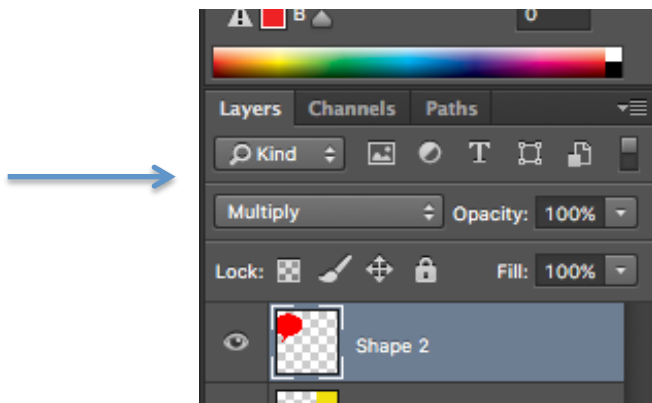 B 0
Layers Channels Paths
Kind T
Multiply Opacity: 100%
Lock: Fill: 100%
Shape 2